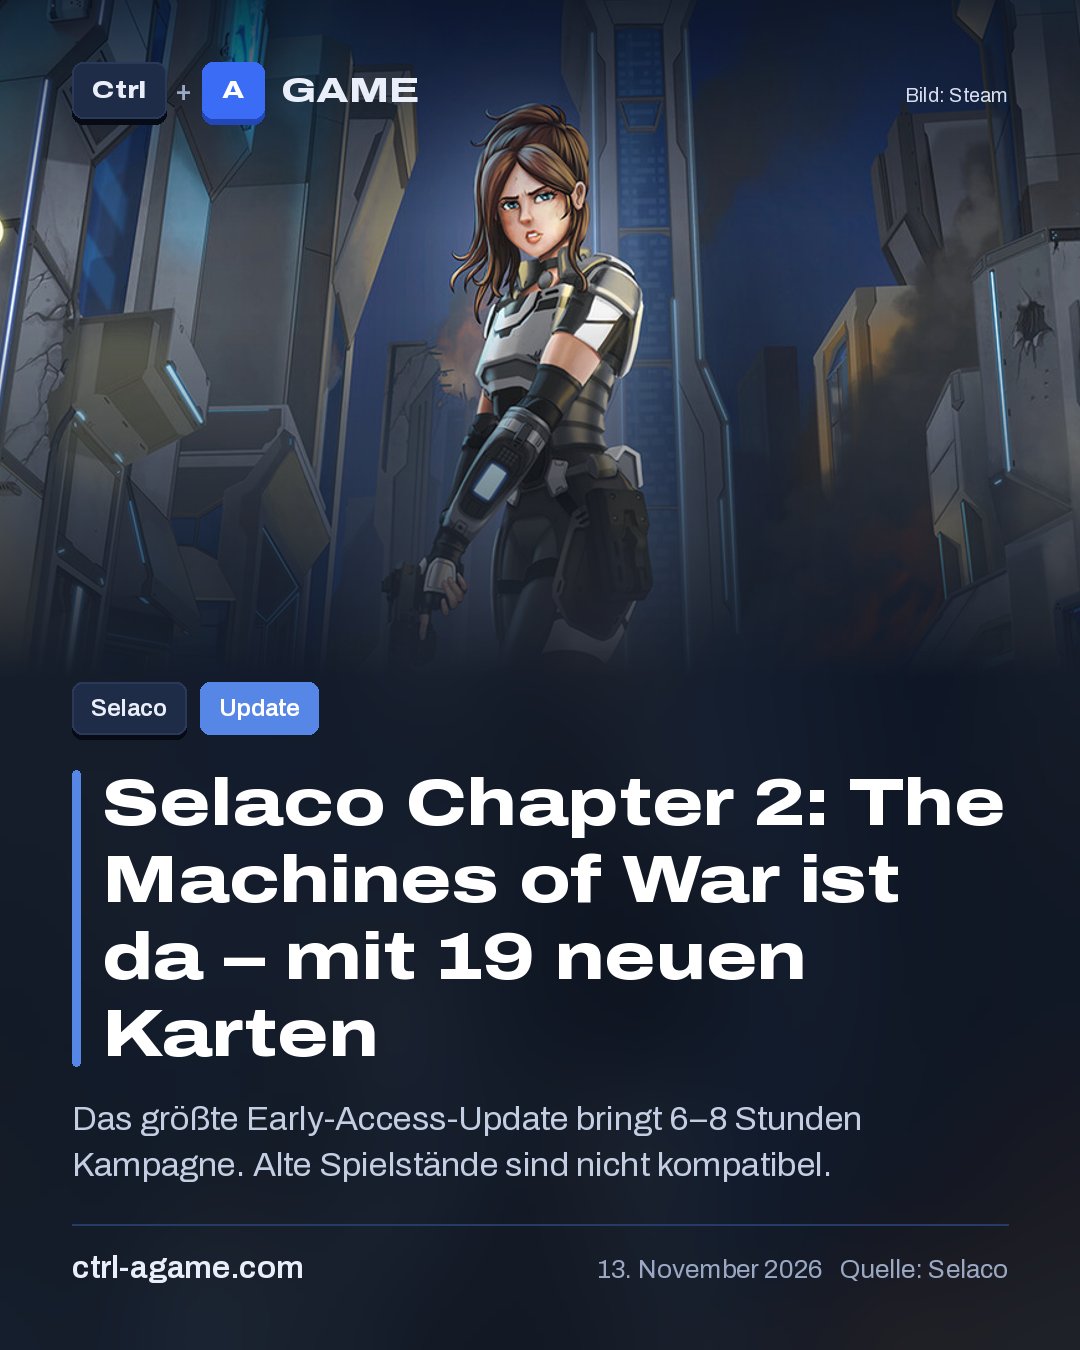 Ctrl + A GAME
Bild: Steam
Selaco Update
Selaco Chapter 2: The
Machines of War ist
da – mit 19 neuen
Karten
Das größte Early-Access-Update bringt 6–8 Stunden
Kampagne. Alte Spielstände sind nicht kompatibel.
ctrl-agame.com
13. November 2026 Quelle: Selaco